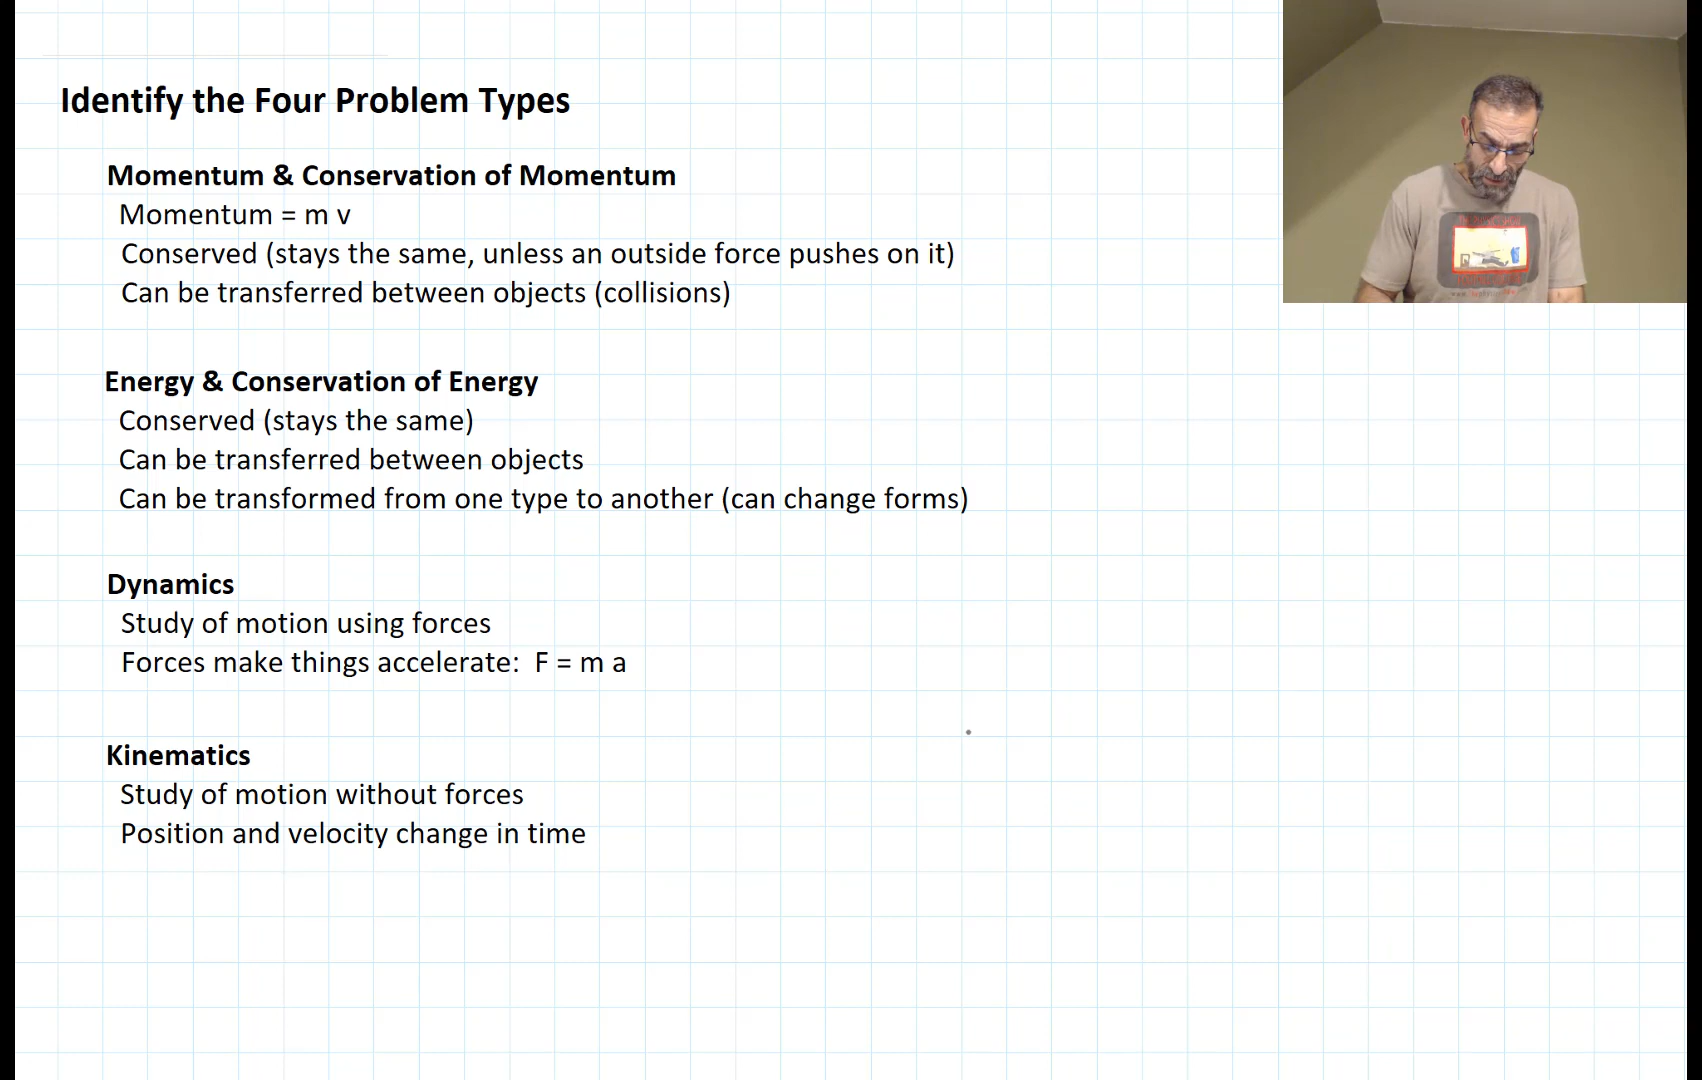 Identify the Four Problem Types
Momentum & Conservation of Momentum
Momentum = m v
Conserved (stays the same, unless an outside force pushes on it)
Can be transferred between objects (collisions)
Energy & Conservation of Energy
Conserved (stays the same)
Can be transferred between objects
Can be transformed from one type to another (can change forms)
Dynamics
Study of motion using forces
Forces make things accelerate:  F = m a
Kinematics
Study of motion without forces
Position and velocity change in time